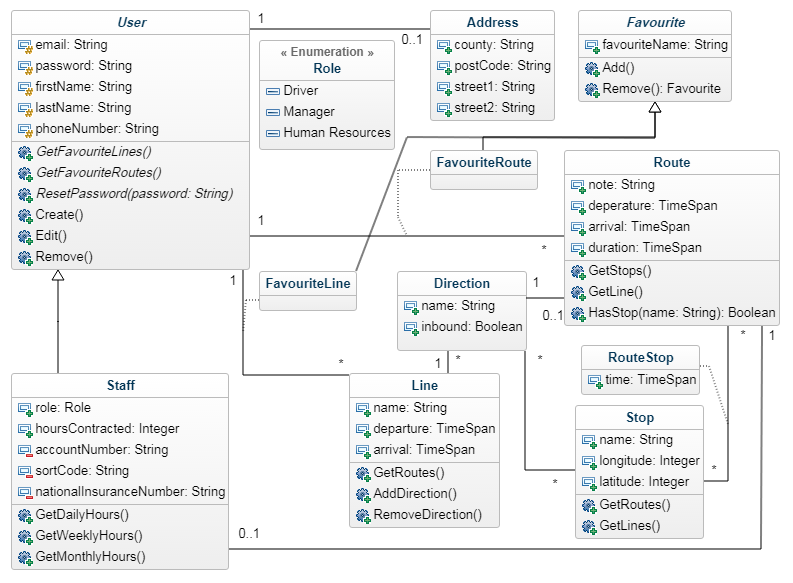 User
email: String
password: String
firstName: String
lastName: String
phoneNumber: String
GetFavouriteLines()
GetFavouriteRoutes()
ResetPassword(password: String)
Create()
Edit()
Remove()
1
0..1
Address
county: String
postCode: String
street1: String
street2: String
« Enumeration »
Role
Driver
Manager
Human Resources
Favourite
favouriteName: String
Add()
Remove(): Favourite
FavouriteRoute
Route
note: String
deperature: TimeSpan
arrival: TimeSpan
duration: TimeSpan
GetStops()
GetLine()
HasStop(name: String): Boolean
1
*
1
*
FavouriteLine
Direction
name: String
inbound: Boolean
1
0..1
1
*
*
*
RouteStop
time: TimeSpan
*
*
1
0..1
Staff
role: Role
hoursContracted: Integer
accountNumber: String
sortCode: String
nationalInsuranceNumber: String
GetDailyHours()
GetWeeklyHours()
GetMonthlyHours()
Line
name: String
departure: TimeSpan
arrival: TimeSpan
GetRoutes()
AddDirection()
RemoveDirection()
Stop
name: String
longitude: Integer
latitude: Integer
GetRoutes()
GetLines()